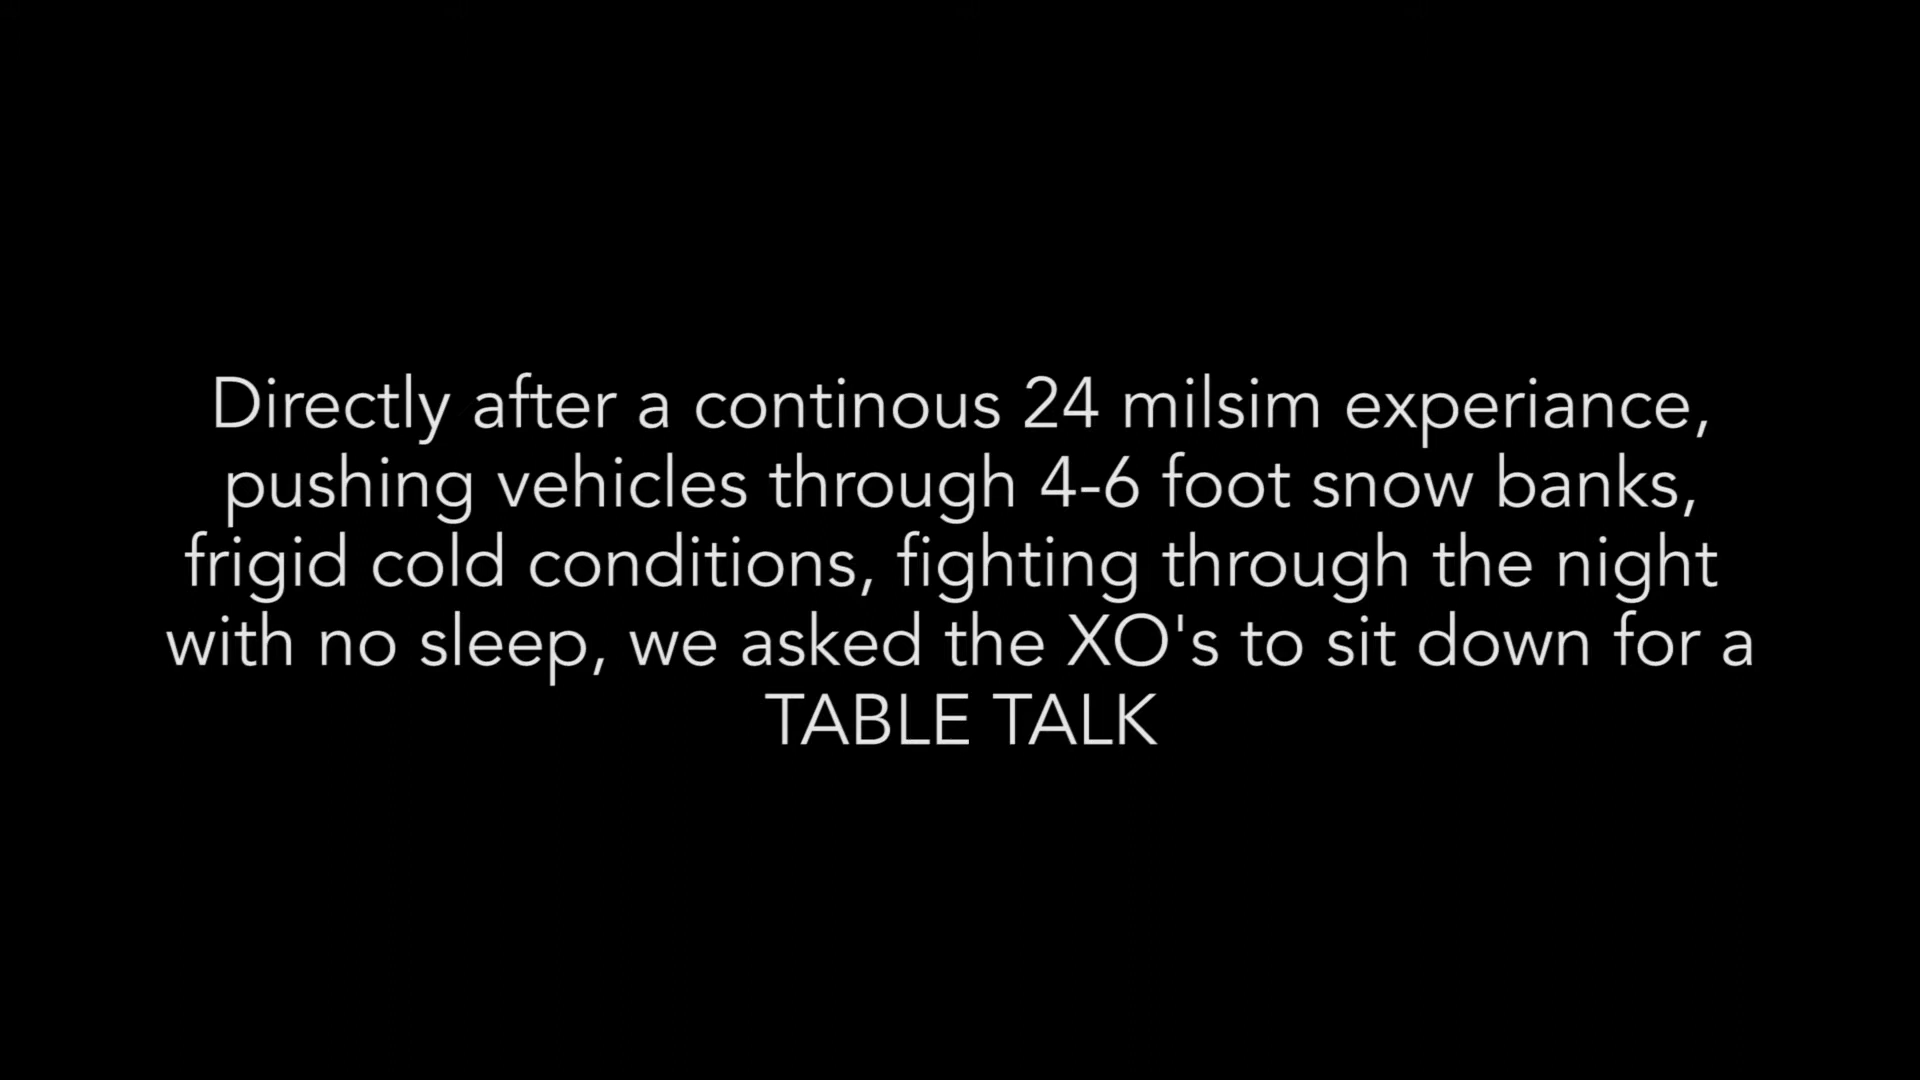 Directly after a continous 24 milsim experiance,
pushing vehicles through 4-6 foot snow banks,
frigid cold conditions, fighting through the night
with no sleep, we asked the XO's to sit down for a
TABLE TALK